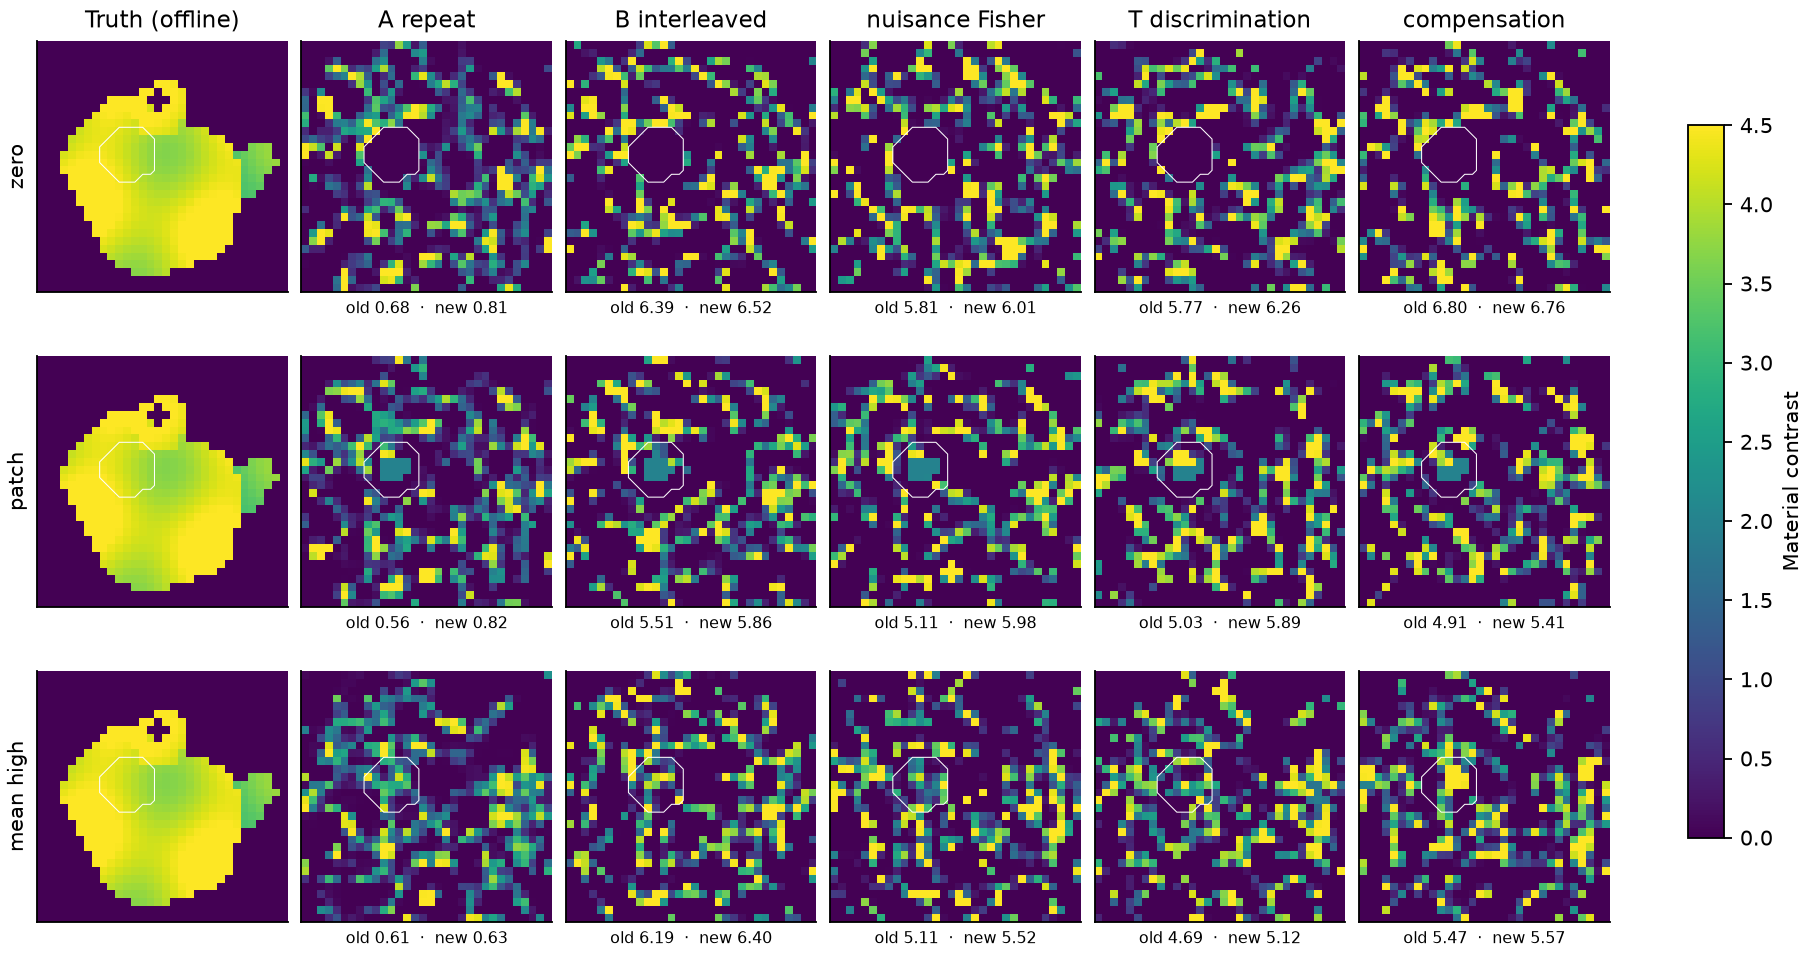 Truth (offline)
A repeat
B interleaved
nuisance Fisher
T discrimination
compensation
zero
old 0.68 · new 0.81
old 6.39 · new 6.52
old 5.81 · new 6.01
old 5.77 · new 6.26
old 6.80 · new 6.76
patch
old 0.56 · new 0.82
old 5.51 · new 5.86
old 5.11 · new 5.98
old 5.03 · new 5.89
old 4.91 · new 5.41
mean high
old 0.61 · new 0.63
old 6.19 · new 6.40
old 5.11 · new 5.52
old 4.69 · new 5.12
old 5.47 · new 5.57
4.5
4.0
3.5
3.0
2.5
2.0
1.5
1.0
0.5
0.0
Material contrast